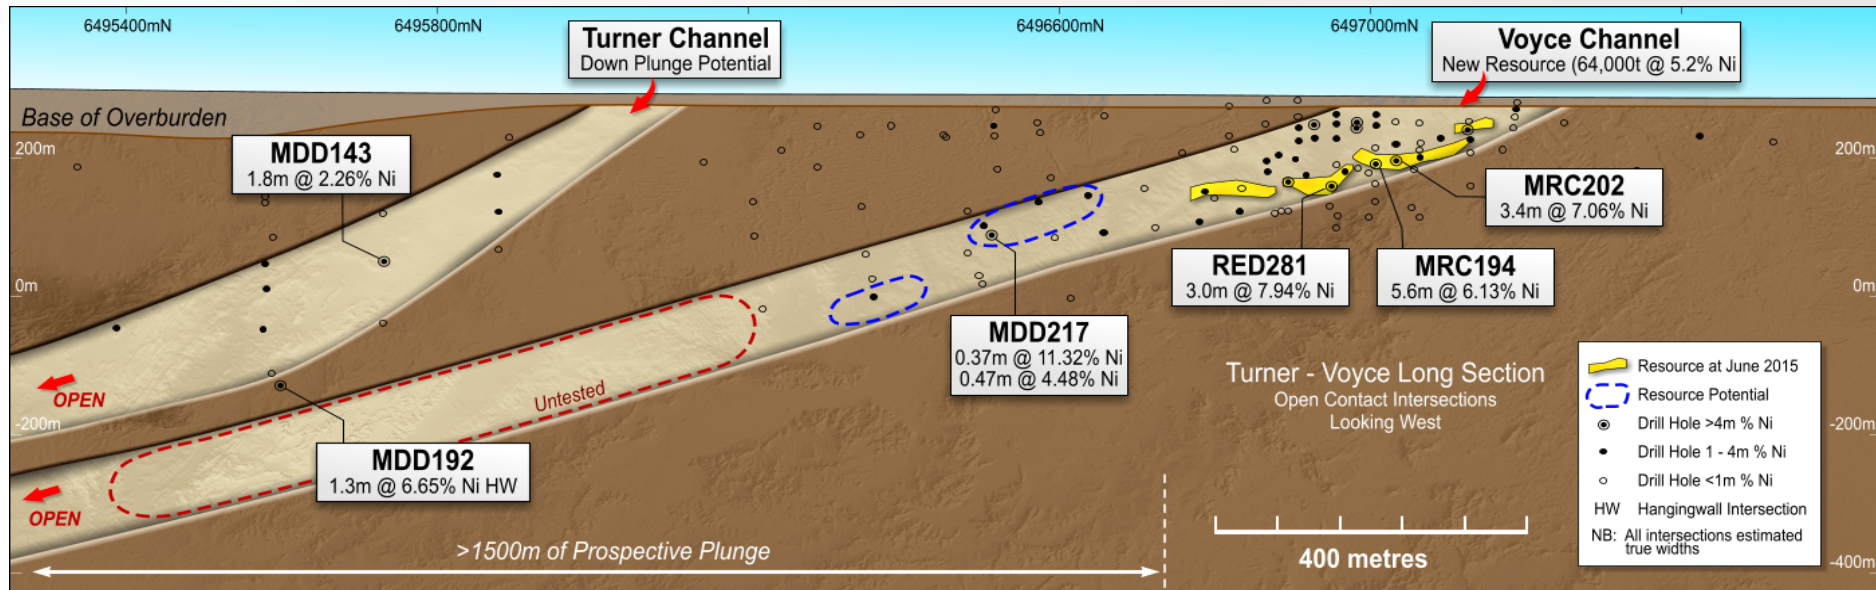 6495400mN
6495800mN
6496600mN
6497000mN
Turner Channel
Down Plunge Potential
Voyce Channel
New Resource (64,000t @ 5.2% Ni
Base of Overburden
200m
200m
MDD143
1.8m @ 2.26% Ni
MRC202
3.4m @ 7.06% Ni
RED281
3.0m @ 7.94% Ni
MRC194
5.6m @ 6.13% Ni
0m
0m
MDD217
0.37m @ 11.32% Ni
0.47m @ 4.48% Ni
OPEN
Untested
-200m
-200m
MDD192
1.3m @ 6.65% Ni HW
OPEN
Turner - Voyce Long Section
Open Contact Intersections
Looking West
Resource at June 2015
Resource Potential
Drill Hole >4m % Ni
Drill Hole 1 - 4m % Ni
Drill Hole <1m % Ni
HW Hangingwall Intersection
NB: All intersections estimated
true widths
>1500m of Prospective Plunge
400 metres
-400m
-400m